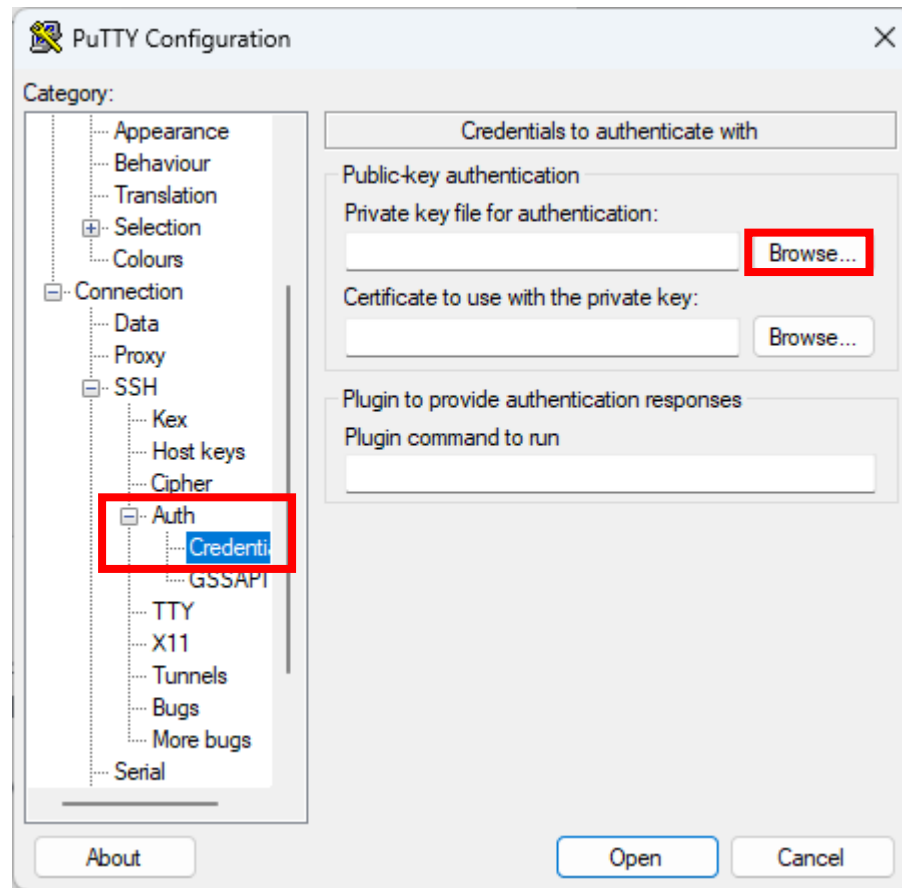 PuTTY Configuration
Category:
Appearance
Behaviour
Translation
Selection
Colours
Connection
Data
Proxy
SSH
Kex
Host keys
Cipher
Auth
Credentia
GSSAPI
TTY
X11
Tunnels
Bugs
More bugs
Serial
Credentials to authenticate with
Public-key authentication
Private key file for authentication:
Browse...
Certificate to use with the private key:
Browse...
Plugin to provide authentication responses
Plugin command to run
About
Open
Cancel